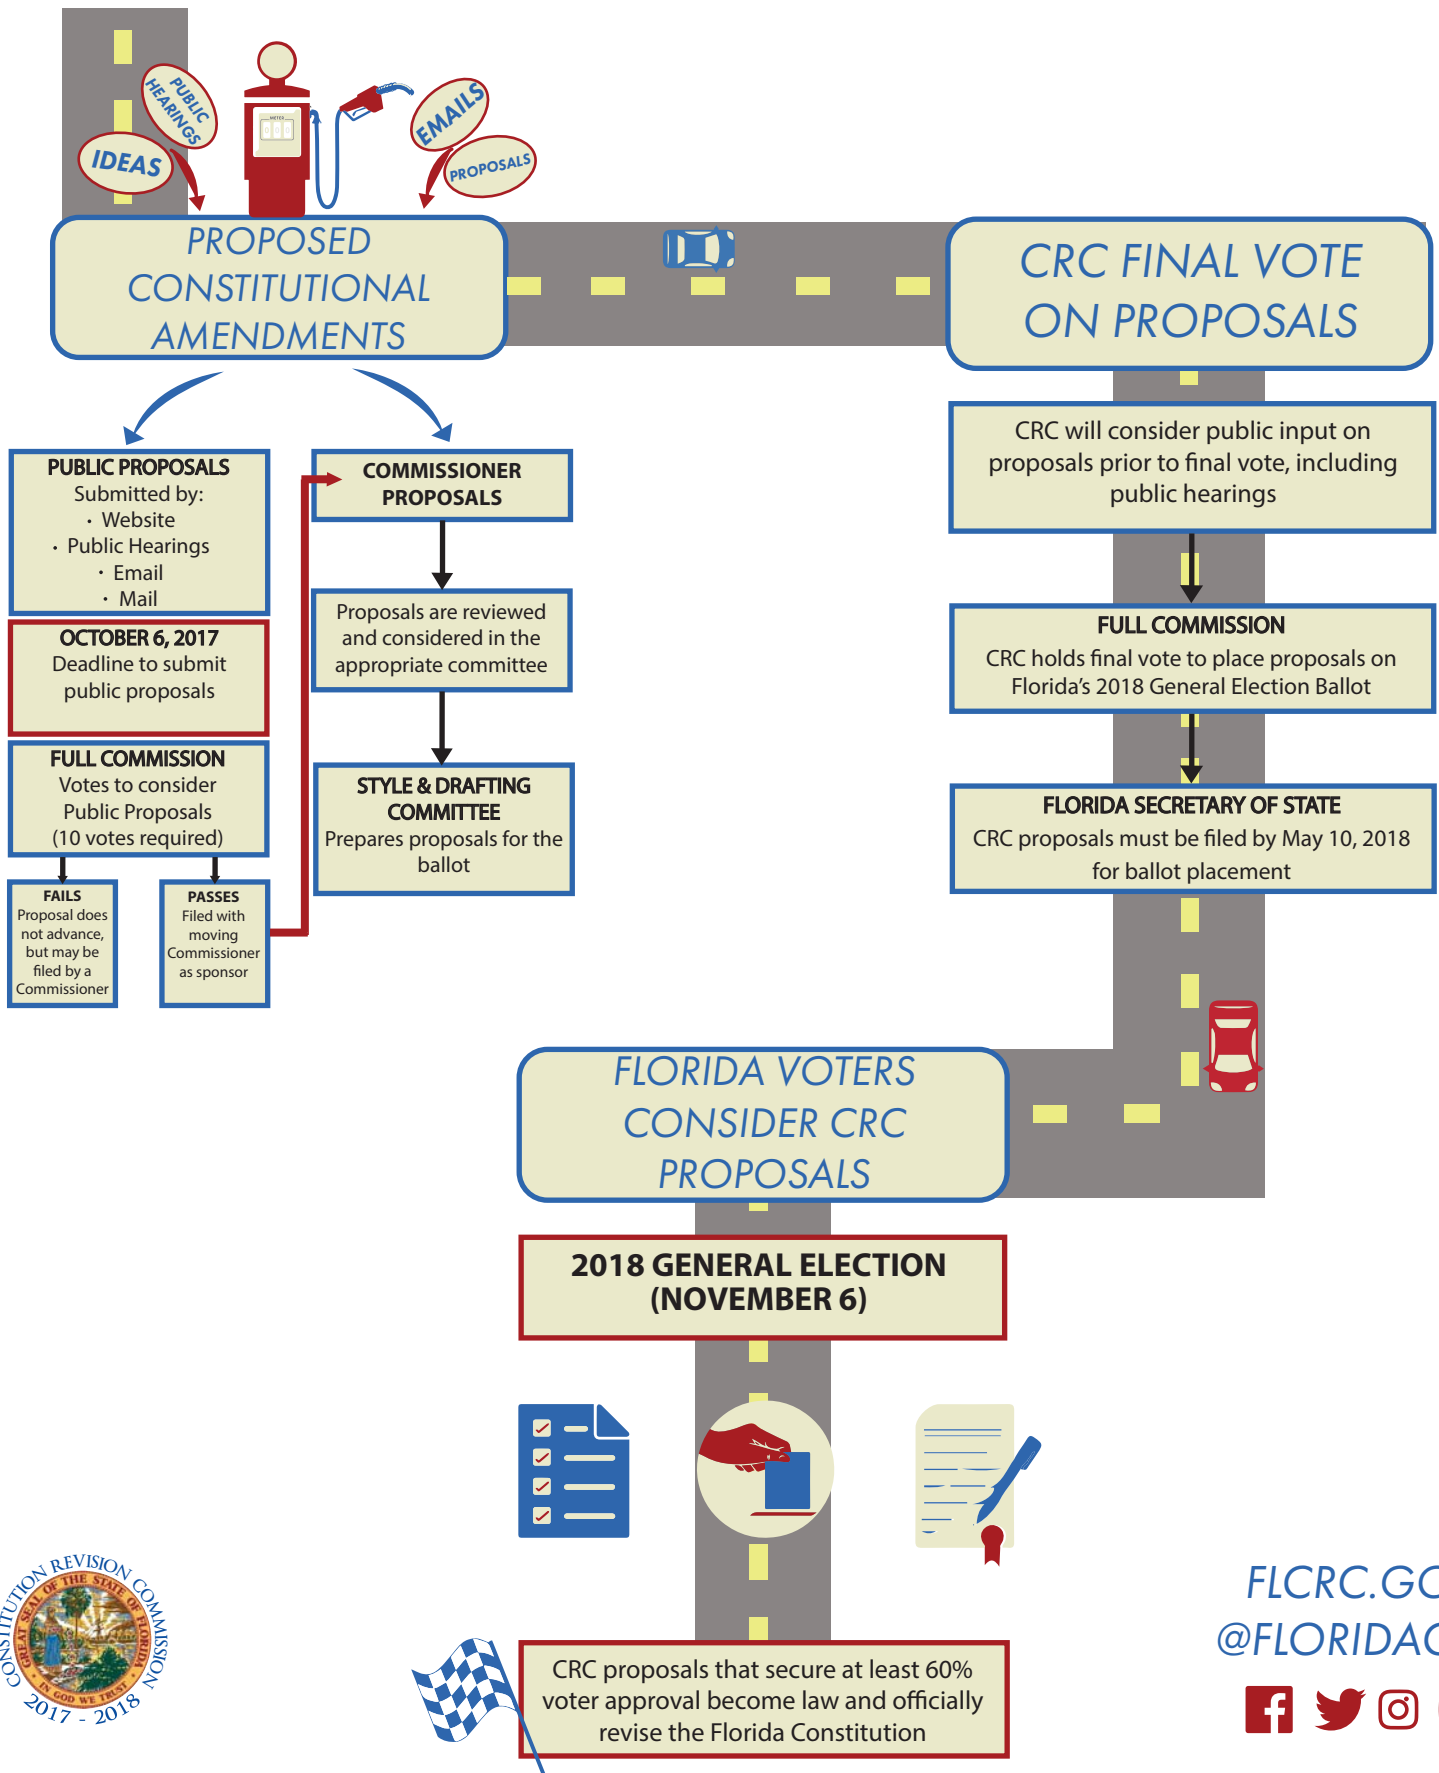 PUBLIC
HEARINGS
IDEAS
METER
000
EMAILS
PROPOSALS
PROPOSED
CONSTITUTIONAL
AMENDMENTS
CRC FINAL VOTE
ON PROPOSALS
PUBLIC PROPOSALS
Submitted by:
• Website
• Public Hearings
• Email
• Mail
OCTOBER 6, 2017
Deadline to submit
public proposals
FULL COMMISSION
Votes to consider
Public Proposals
(10 votes required)
FAILS
Proposal does
not advance,
but may be
filed by a
Commissioner
PASSES
Filed with
moving
Commissioner
as sponsor
COMMISSIONER
PROPOSALS
Proposals are reviewed
and considered in the
appropriate committee
STYLE & DRAFTING
COMMITTEE
Prepares proposals for the
ballot
CRC will consider public input on
proposals prior to final vote, including
public hearings
FULL COMMISSION
CRC holds final vote to place proposals on
Florida's 2018 General Election Ballot
FLORIDA SECRETARY OF STATE
CRC proposals must be filed by May 10, 2018
for ballot placement
FLORIDA VOTERS
CONSIDER CRC
PROPOSALS
2018 GENERAL ELECTION
(NOVEMBER 6)
CRC proposals that secure at least 60%
voter approval become law and officially
revise the Florida Constitution
CONSTITUTION REVISION COMMISSION
GREAT SEAL OF THE STATE OF FLORIDA
IN GOD WE TRUST
2017 - 2018
FLCRC.GO
@FLORIDAC